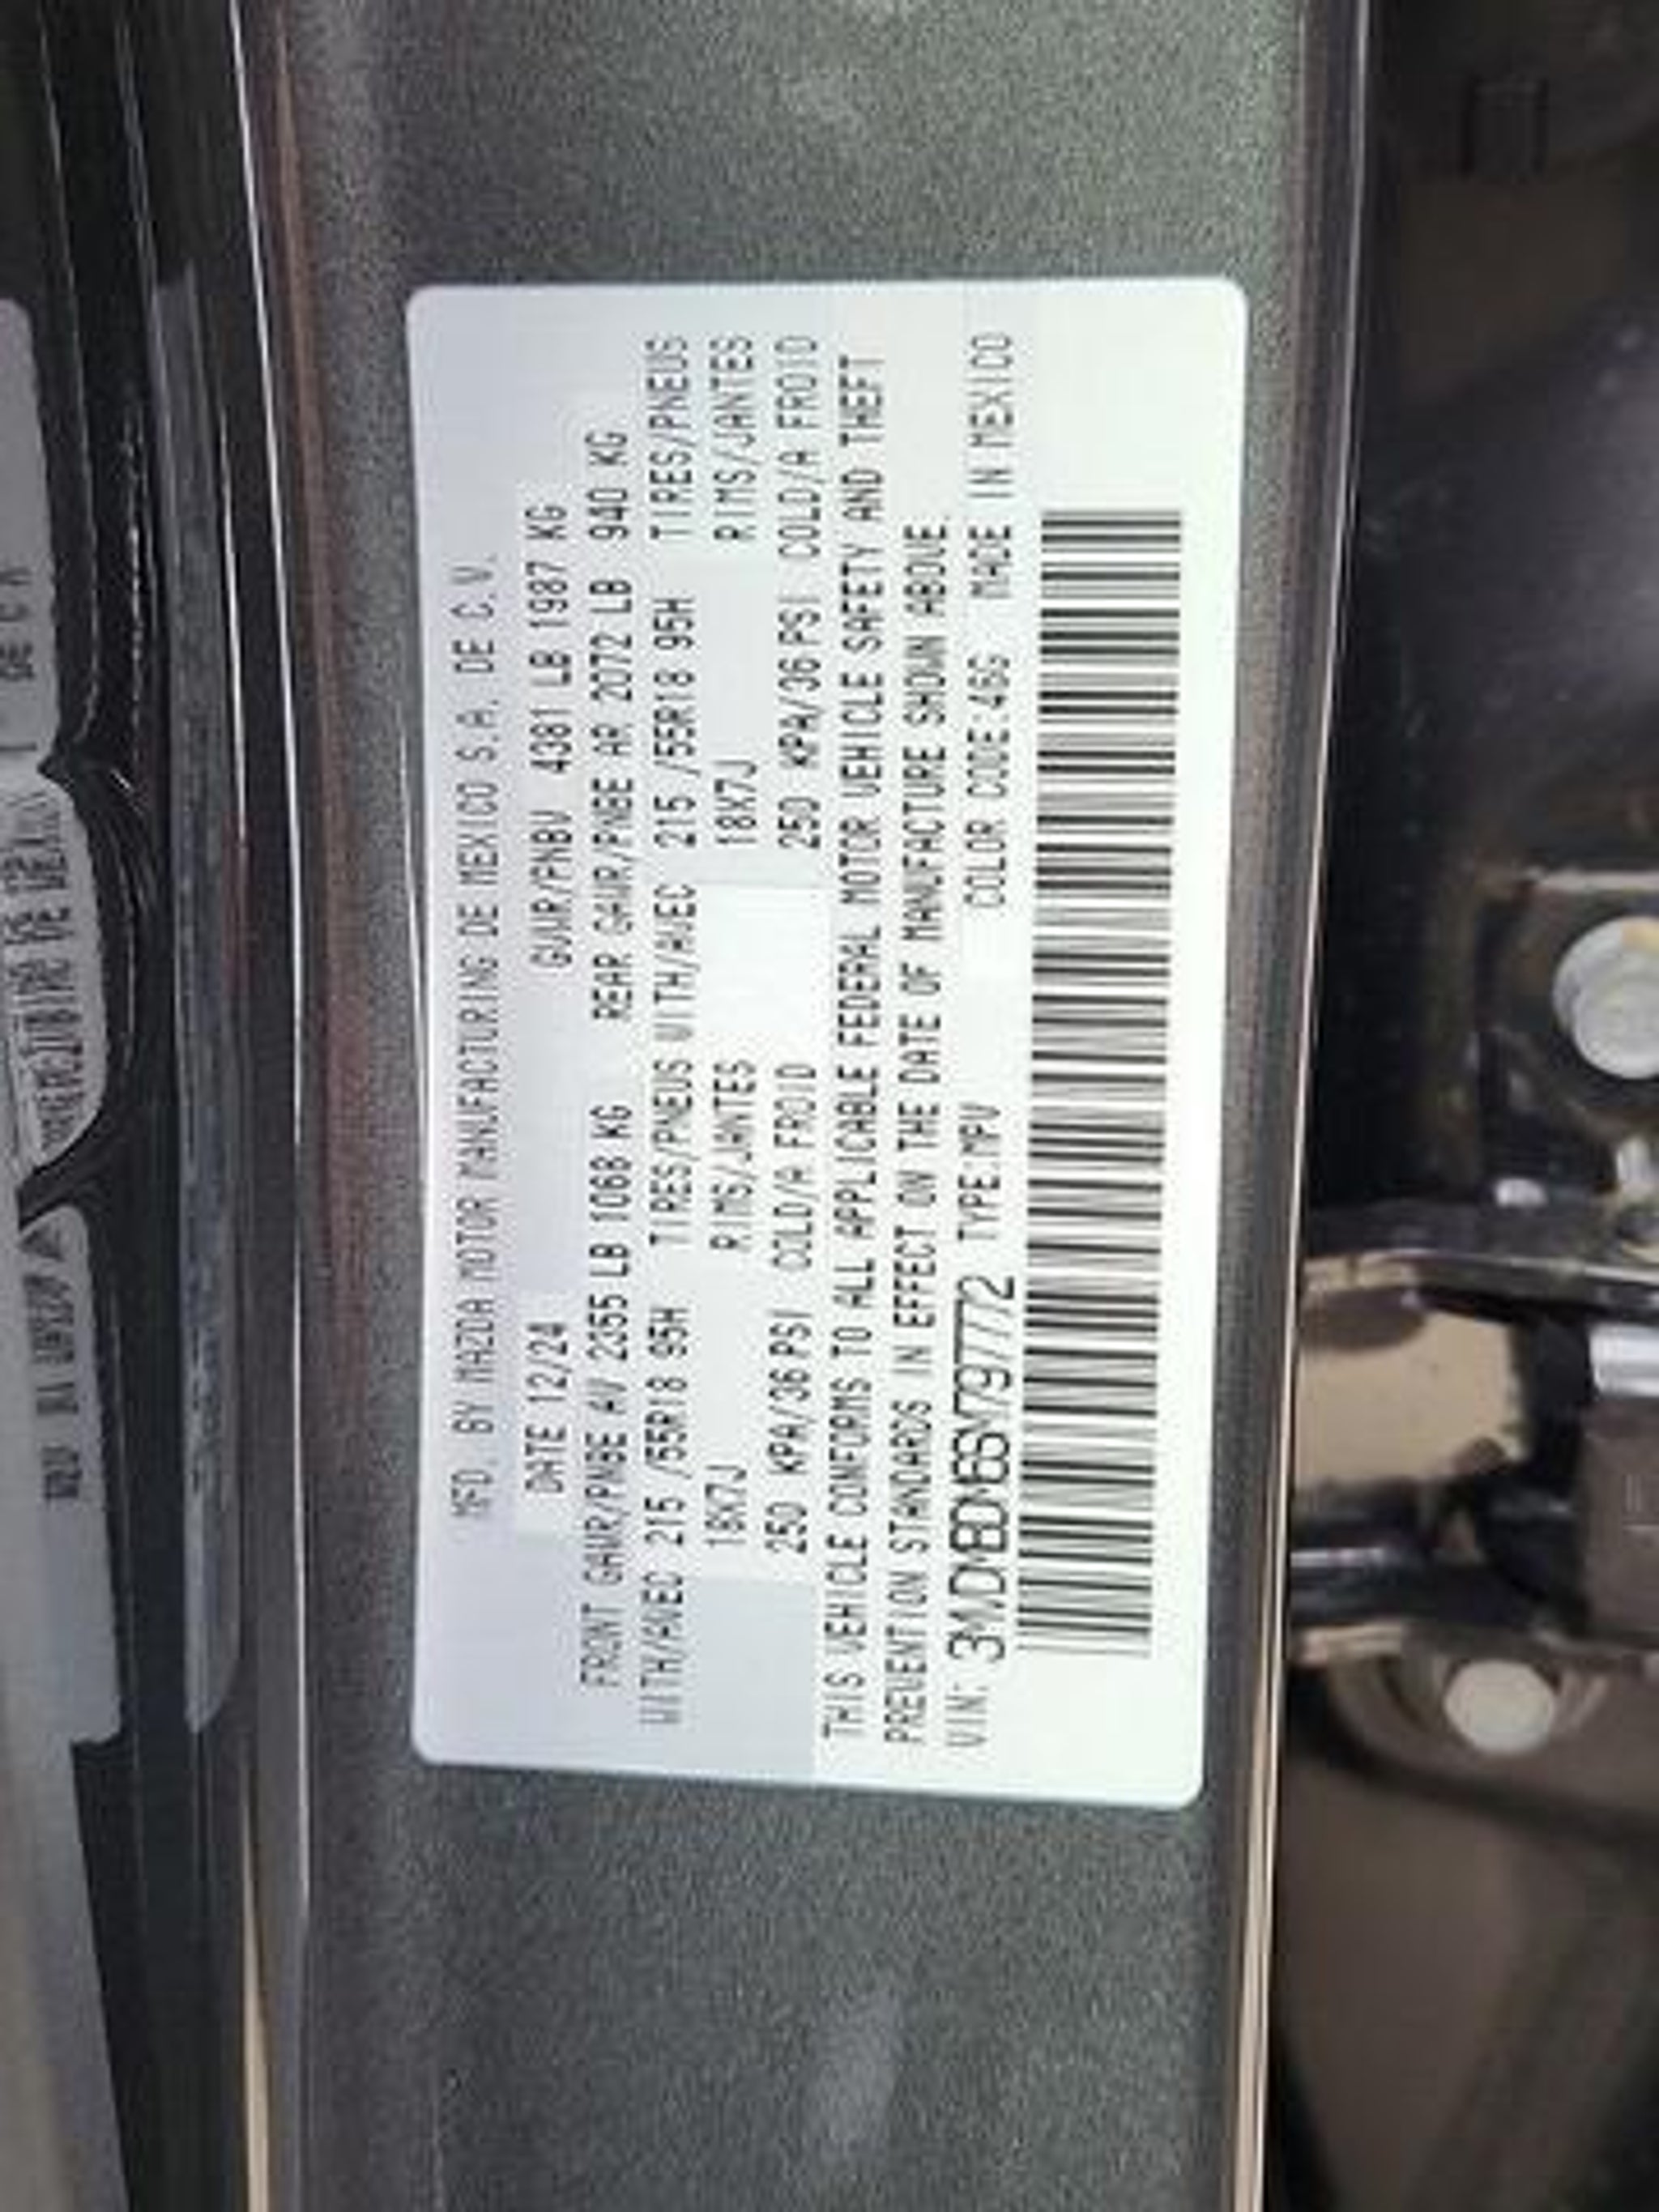 MFD. BY MAZDA MOTOR MANUFACTURING DE MEXICO S.A. DE C.V.
DATE 12/24 GVWR/PNBV 4381 LB 1987 KG
FRONT GAWR/PNBE AV 2355 LB 1068 KG REAR GAWR/PNBE AR 2072 LB 940 KG
WITH/AVEC 215/55R18 95H TIRES/PNEUS WITH/AVEC 215/55R18 95H TIRES/PNEUS
18X7J RIMS/JANTES 18X7J RIMS/JANTES
250 KPA/36PSI COLD/A FROID 250 KPA/36PSI COLD/A FROID
THIS VEHICLE CONFORMS TO ALL APPLICABLE FEDERAL MOTOR VEHICLE SAFETY AND THEFT
PREVENTION STANDARDS IN EFFECT ON THE DATE OF MANUFACTURE SHOWN ABOVE.
VIN: 3MVDMBDM6SM797772 TYPE:MPV COLOR CODE:46G MADE IN MEXICO